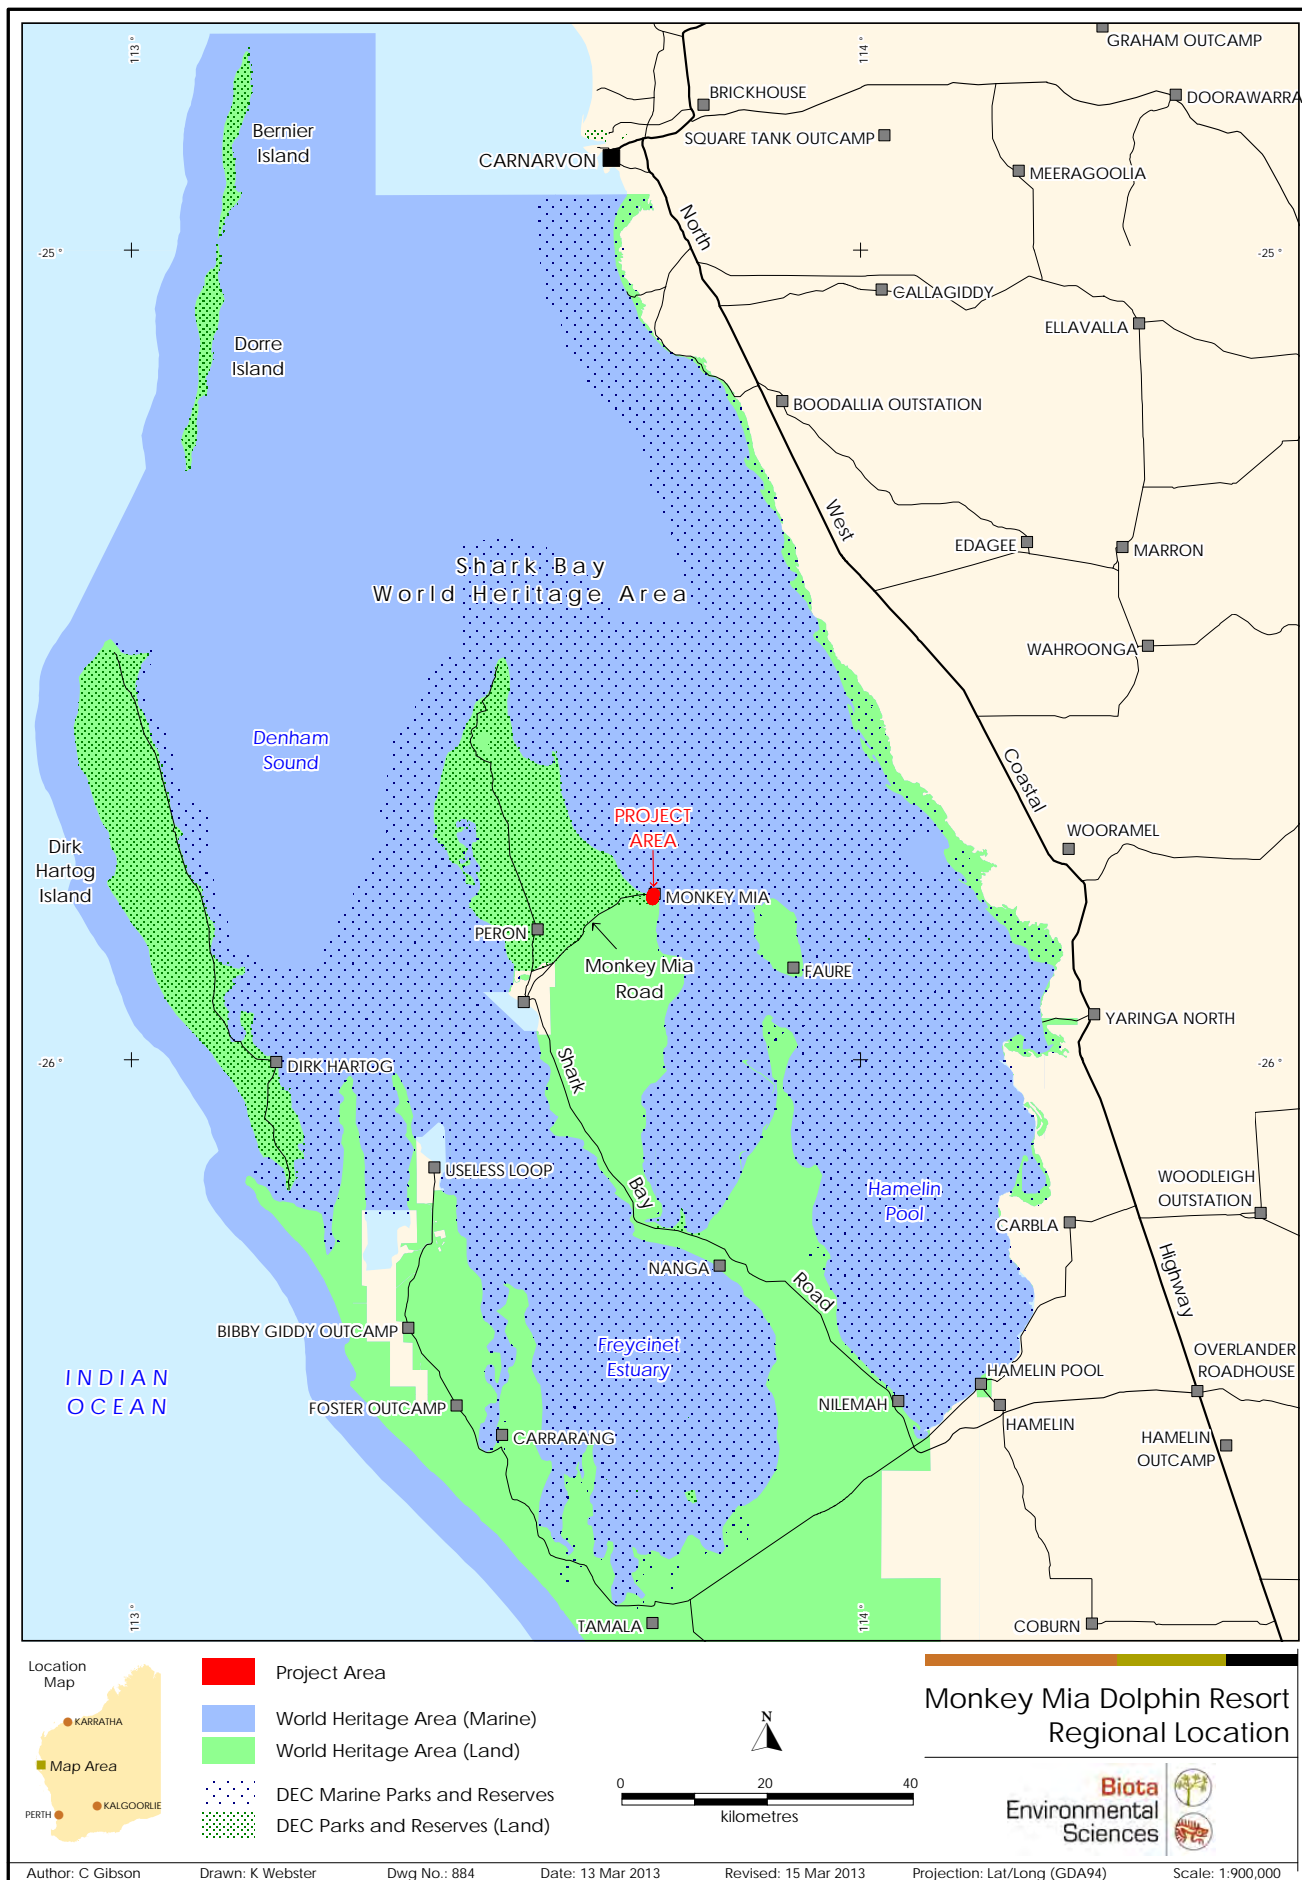 113 °
114 °
GRAHAM OUTCAMP
BRICKHOUSE
DOORAWARRA
Bernier
Island
SQUARE TANK OUTCAMP
CARNARVON
MEERAGOOLIA
North
-25 °
-25 °
CALLAGIDDY
ELLAVALLA
Dorre
Island
BOODALLIA OUTSTATION
West
EDAGEE
MARRON
Shark Bay
World Heritage Area
WAHROONGA
Denham
Sound
Coastal
PROJECT
AREA
WOORAMEL
Dirk
Hartog
Island
MONKEY MIA
PERON
Monkey Mia
Road
FAURE
YARINGA NORTH
Shark
-26 °
-26 °
DIRK HARTOG
USELESS LOOP
Bay
Hamelin
Pool
WOODLEIGH
OUTSTATION
CARBLA
NANGA
Road
Highway
BIBBY GIDDY OUTCAMP
Freycinet
Estuary
OVERLANDER
ROADHOUSE
INDIAN
OCEAN
HAMELIN POOL
FOSTER OUTCAMP
NILEMAH
HAMELIN
CARRARANG
HAMELIN
OUTCAMP
113 °
114 °
TAMALA
COBURN
Location
Map
KARRATHA
Map Area
KALGOORLIE
PERTH
Project Area
World Heritage Area (Marine)
World Heritage Area (Land)
DEC Marine Parks and Reserves
DEC Parks and Reserves (Land)
N
0 20 40
kilometres
Monkey Mia Dolphin Resort
Regional Location
Biota
Environmental
Sciences
Author: C Gibson Drawn: K Webster Dwg No.: 884 Date: 13 Mar 2013 Revised: 15 Mar 2013 Projection: Lat/Long (GDA94) Scale: 1:900,000